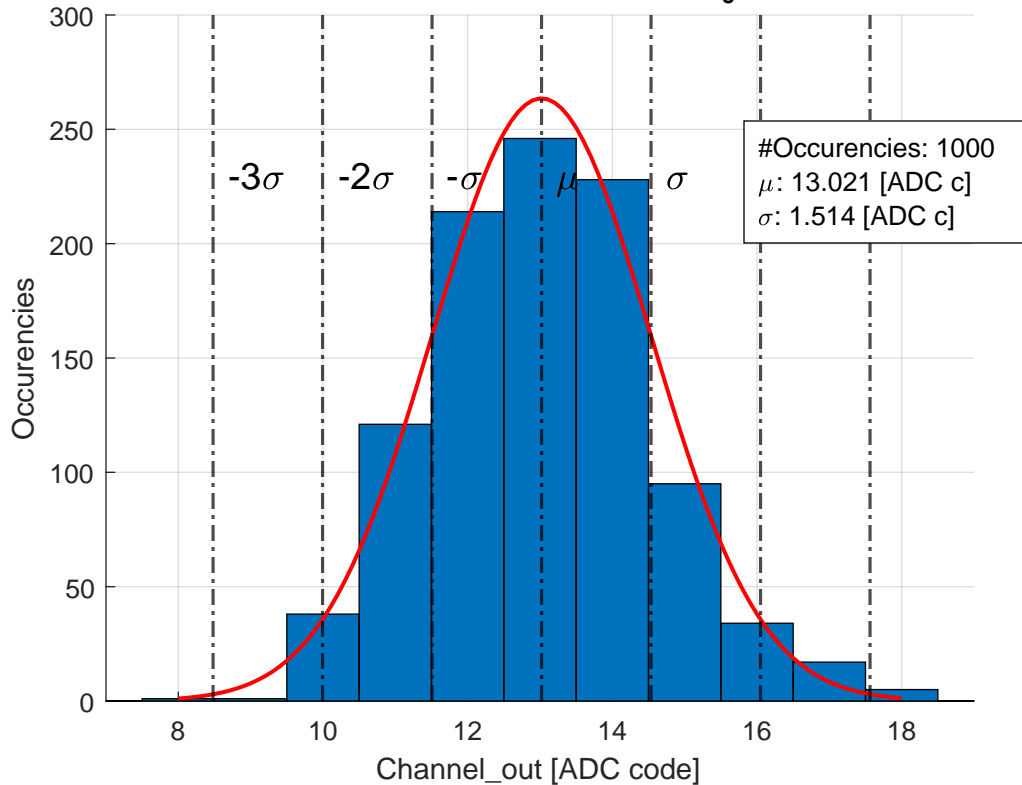 300
250
200
150
100
50
0
Occurencies
-3σ
-2σ
-σ
μ
σ
#Occurencies: 1000
μ: 13.021 [ADC c]
σ: 1.514 [ADC c]
8
10
12
14
16
18
Channel_out [ADC code]